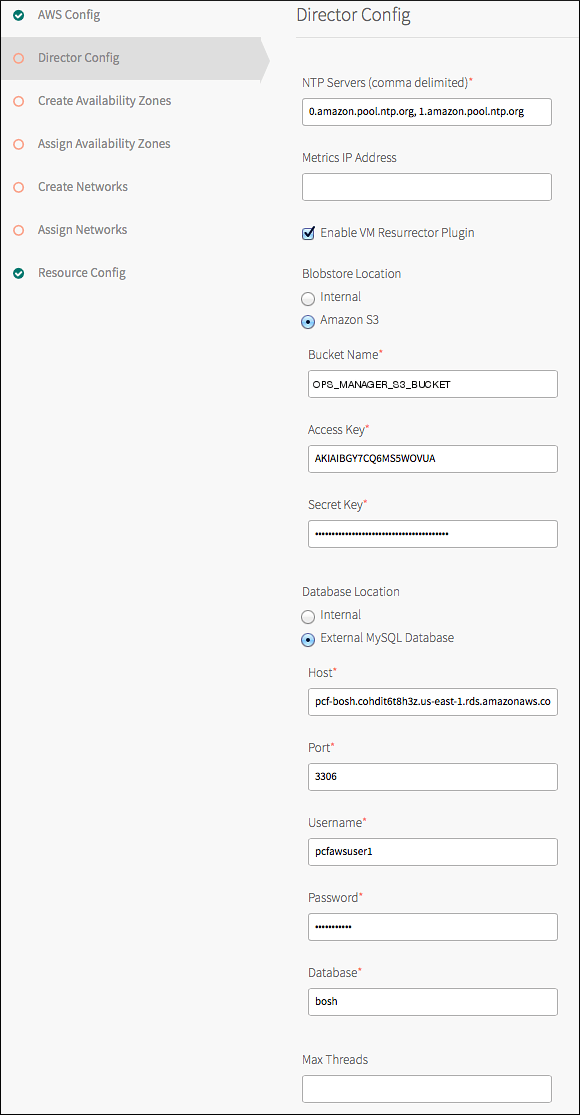 AWS Config
Director Config
Create Availability Zones
Assign Availability Zones
Create Networks
Assign Networks
Resource Config
Director Config
NTP Servers (comma delimited)*
0.amazon.pool.ntp.org, 1.amazon.pool.ntp.org
Metrics IP Address
Enable VM Resurrector Plugin
Blobstore Location
Internal
Amazon S3
Bucket Name*
OPS_MANAGER_S3_BUCKET
Access Key*
AKIAIBGY7CQ6MS5WOVUA
Secret Key*
Database Location
Internal
External MySQL Database
Host*
pcf-bosh.cohdit6t8h3z.us-east-1.rds.amazonaws.co
Port*
3306
Username*
pcfawsuser1
Password*
Database*
bosh
Max Threads